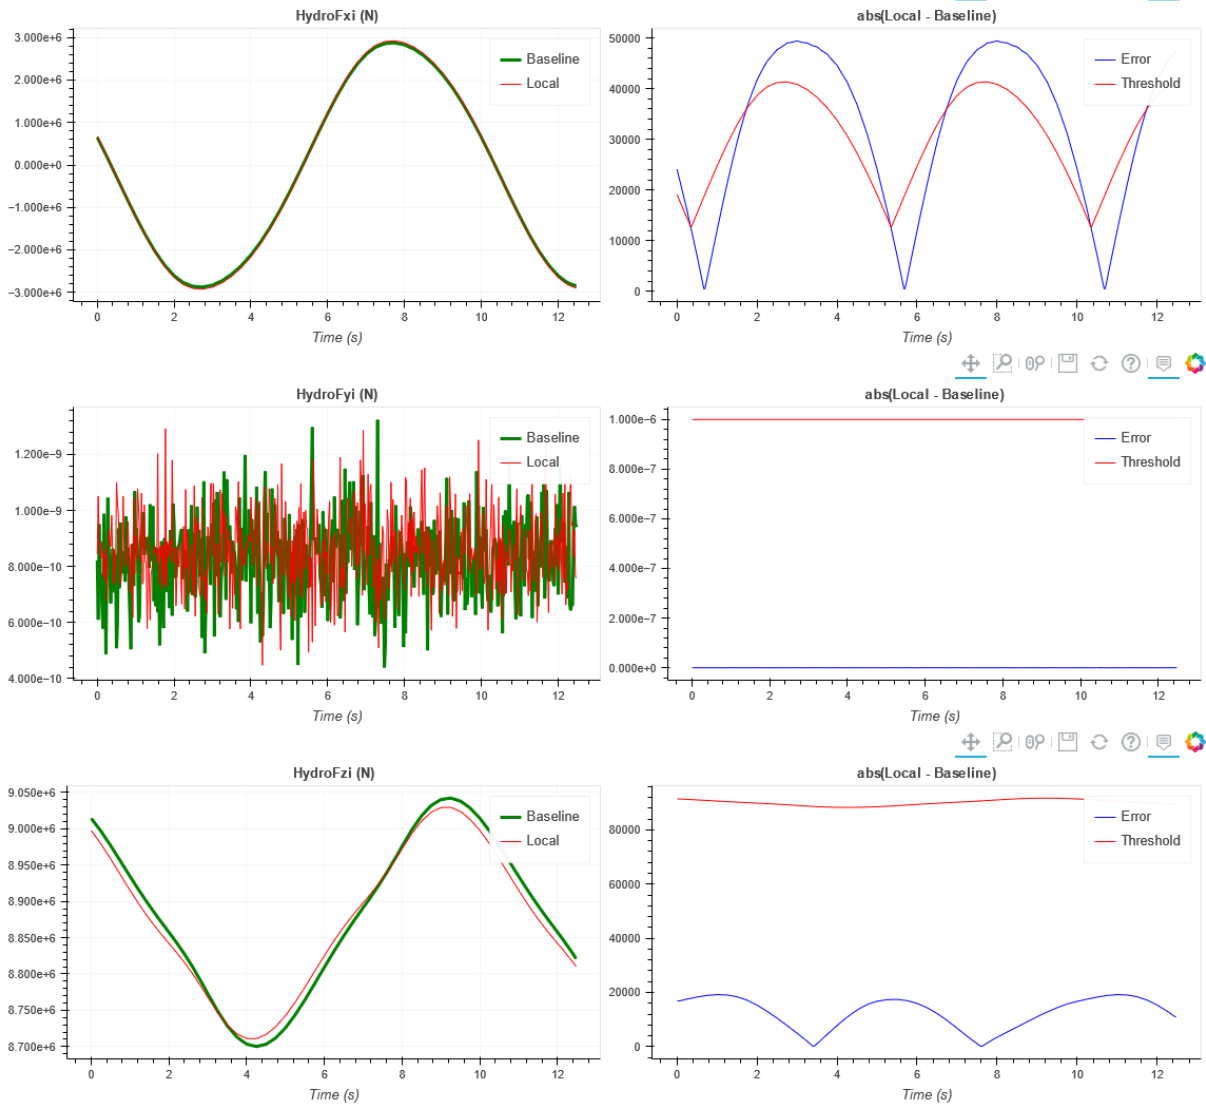 HydroFxi (N)
abs(Local - Baseline)
3.000e+6
2.000e+6
1.000e+6
0.000e+0
−1.000e+6
−2.000e+6
−3.000e+6
Baseline
Local
0 2 4 6 8 10 12
Time (s)
50000
40000
30000
20000
10000
0
Error
Threshold
0 2 4 6 8 10 12
Time (s)
HydroFyi (N)
abs(Local - Baseline)
1.200e−9
1.000e−9
8.000e−10
6.000e−10
4.000e−10
Baseline
Local
0 2 4 6 8 10 12
Time (s)
1.000e−6
8.000e−7
6.000e−7
4.000e−7
2.000e−7
0.000e+0
Error
Threshold
0 2 4 6 8 10 12
Time (s)
HydroFzi (N)
abs(Local - Baseline)
9.050e+6
9.000e+6
8.950e+6
8.900e+6
8.850e+6
8.800e+6
8.750e+6
8.700e+6
Baseline
Local
0 2 4 6 8 10 12
Time (s)
80000
60000
40000
20000
0
Error
Threshold
0 2 4 6 8 10 12
Time (s)